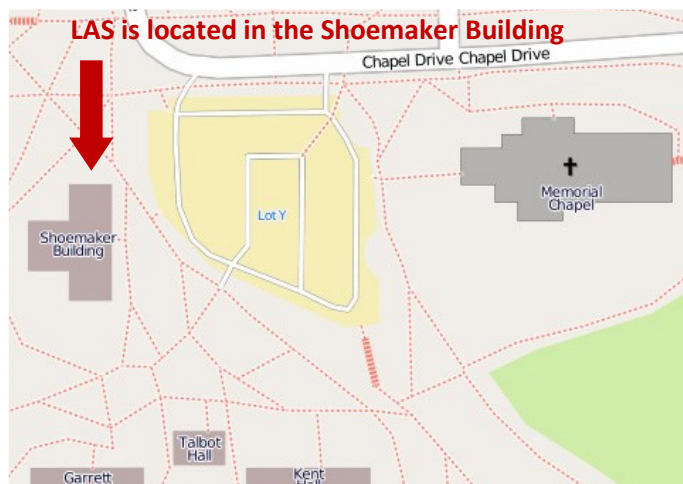 LAS is located in the Shoemaker Building
Chapel Drive Chapel Drive
Memorial
Chapel
Lot Y
Shoemaker
Building
Talbot
Hall
Garrett
Kent